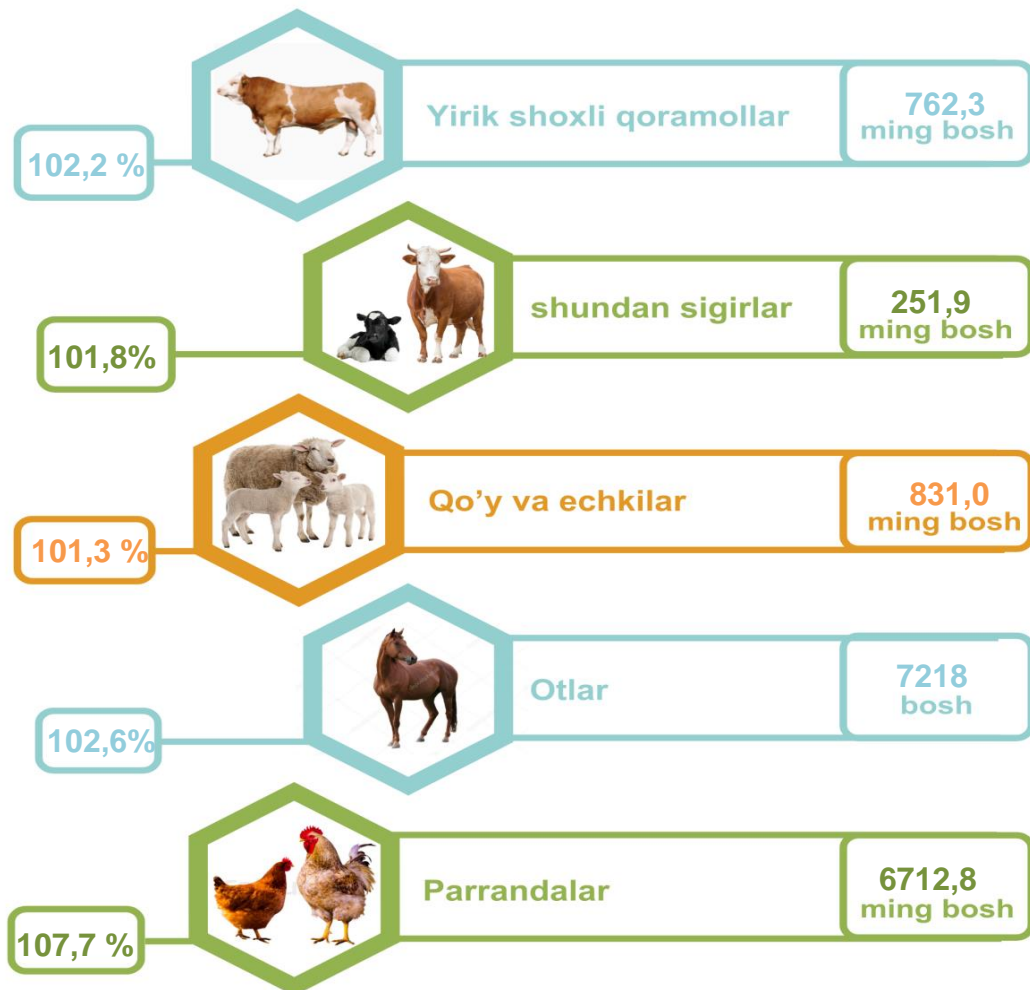 Yirik shoxli qoramollar
762,3
ming bosh
102,2 %
shundan sigirlar
251,9
ming bosh
101,8%
Qo'y va echkilar
831,0
ming bosh
101,3 %
Otlar
7218
bosh
102,6%
Parrandalar
6712,8
ming bosh
107,7 %